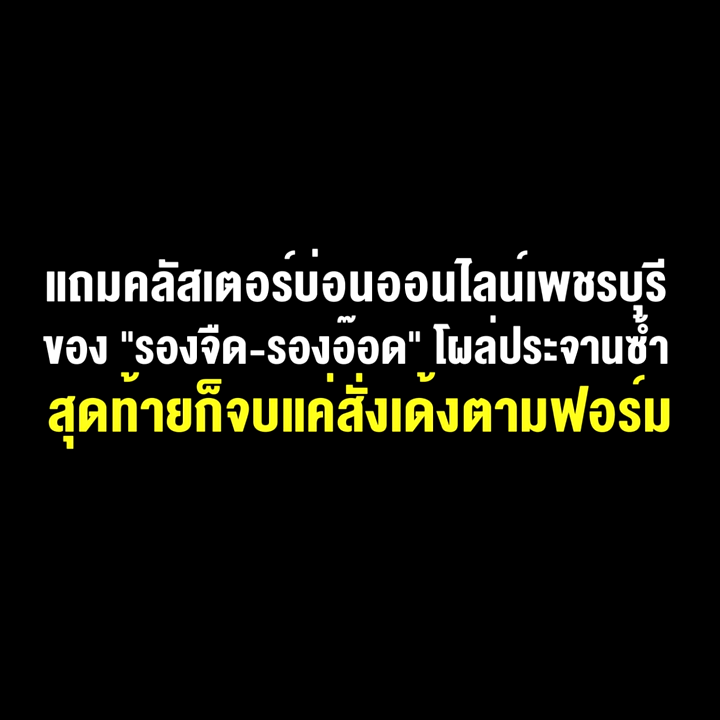 แถมคลัสเตอร์บ่อนออนไลน์เพชรบุรี
ของ "รองจืด-รองอ๊อด" โผล่ประจานซ้ำ
สุดท้ายก็จบแค่สั่งเด้งตามฟอร์ม